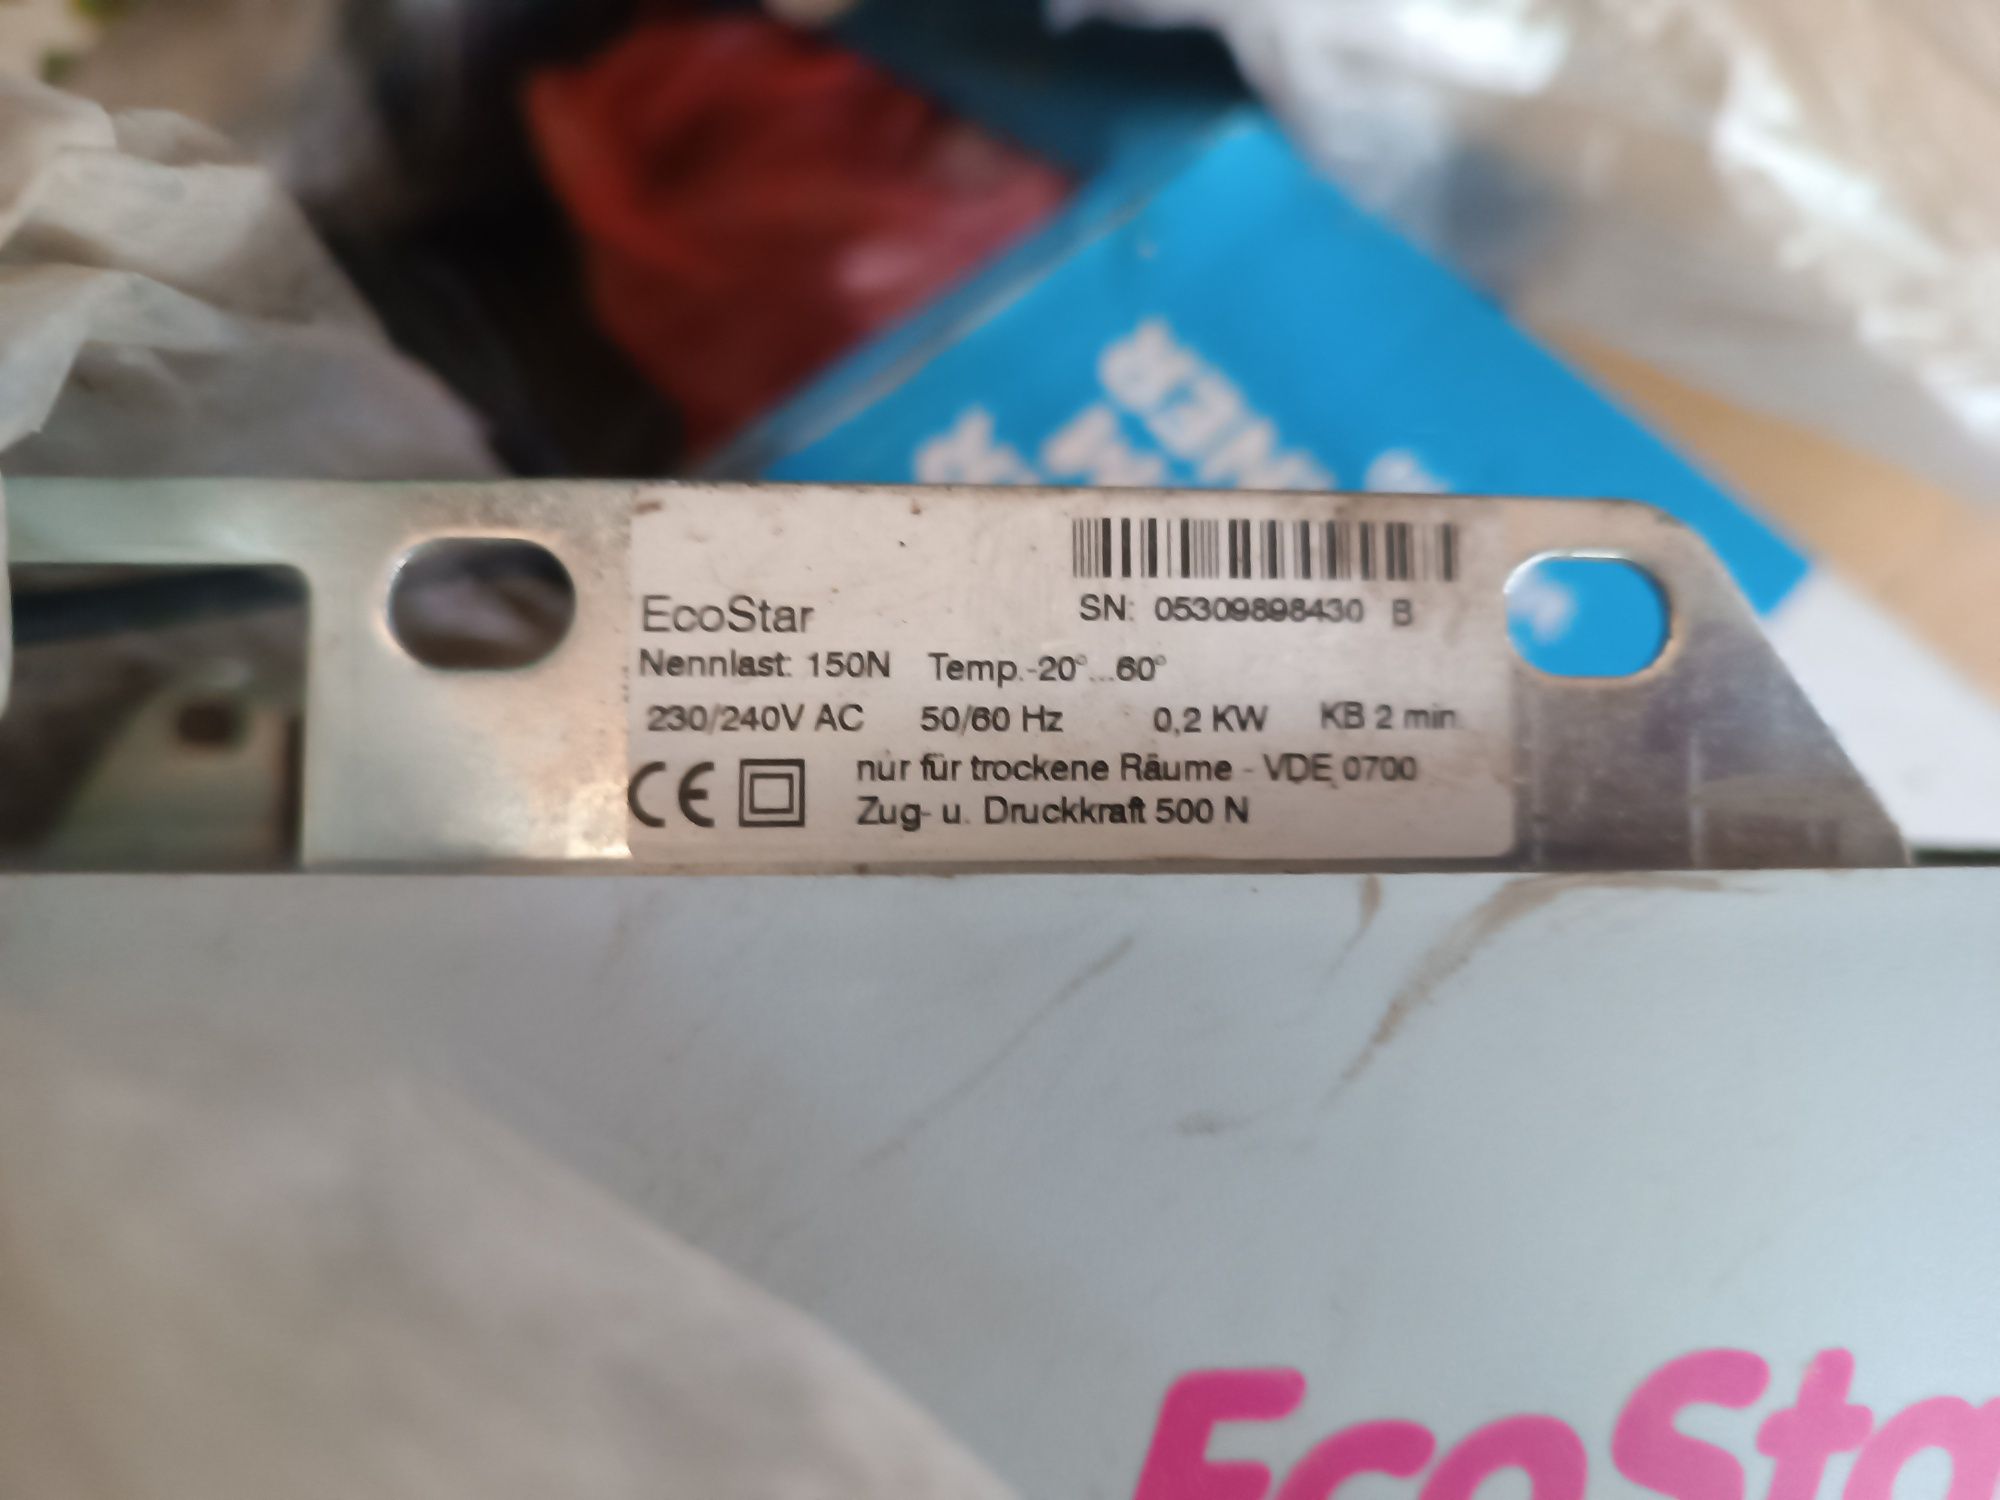 EcoStar
SN: 05309898430 B
Nennlast: 150N Temp.-20°...60°
230/240V AC 50/60 Hz 0,2 KW KB 2 min.
CE nur für trockene Räume - VDE 0700
Zug- u. Druckkraft 500 N
EcoSta